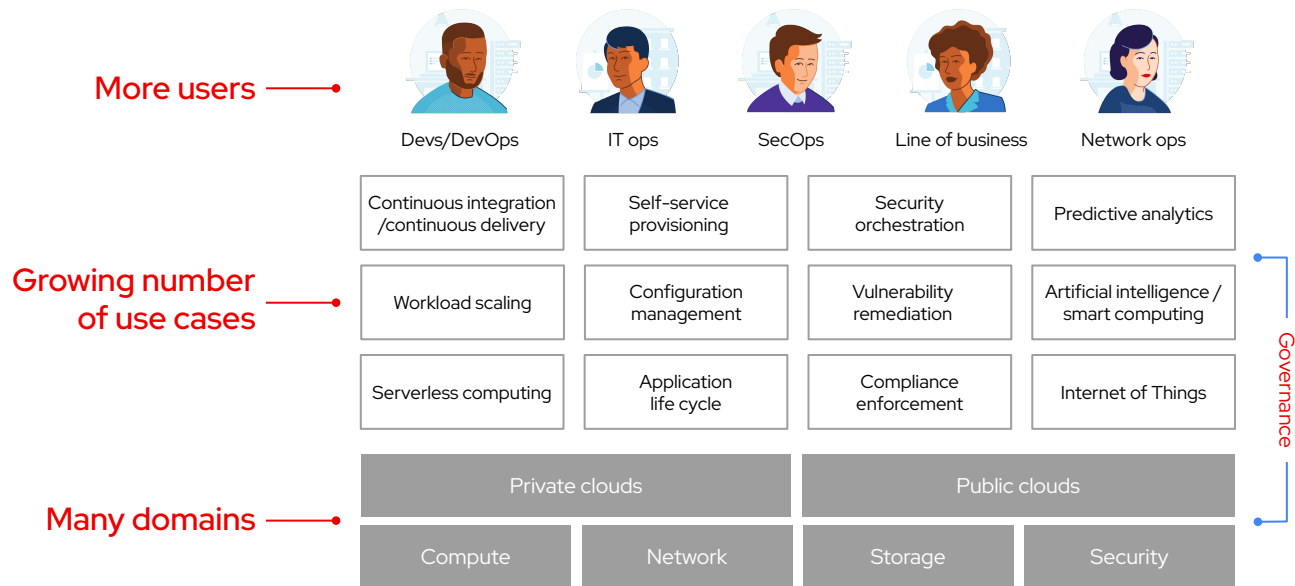 More users
Devs/DevOps
IT ops
SecOps
Line of business
Network ops
Continuous integration
/continuous delivery
Self-service
provisioning
Security
orchestration
Predictive analytics
Growing number
of use cases
Workload scaling
Configuration
management
Vulnerability
remediation
Artificial intelligence /
smart computing
Serverless computing
Application
life cycle
Compliance
enforcement
Internet of Things
Governance
Many domains
Private clouds
Public clouds
Compute
Network
Storage
Security